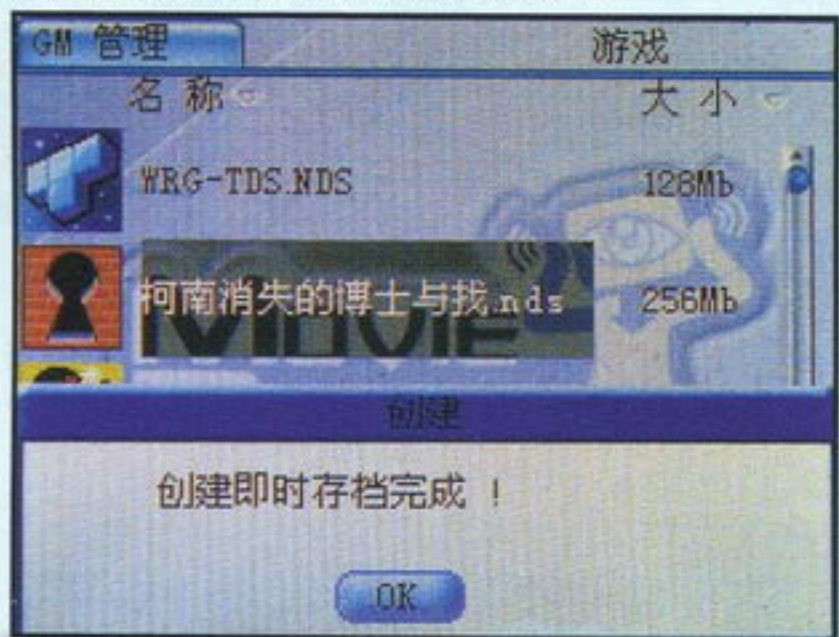 GM 管理 游戏
名称 大小
WRG-TDS.NDS 128Mb
柯南消失的博士与找.nds 256Mb
MOVIE
创建
创建即时存档完成 !
OK